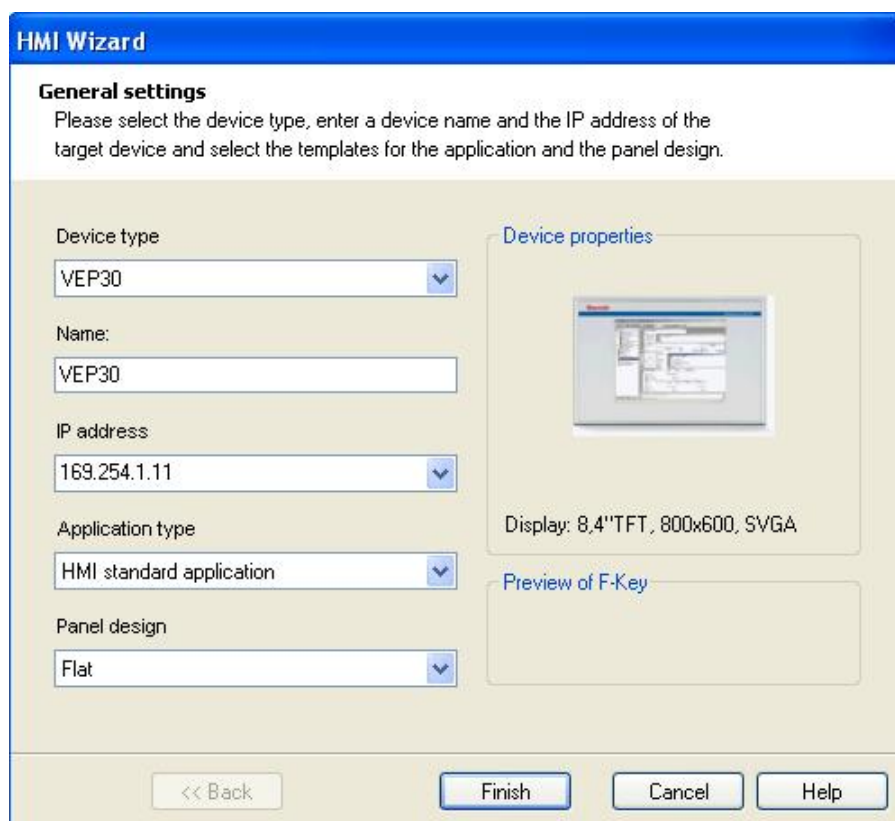 HMI Wizard
General settings
Please select the device type, enter a device name and the IP address of the
target device and select the templates for the application and the panel design.
Device type
VEP30
Name:
VEP30
IP address
169.254.1.11
Application type
HMI standard application
Panel design
Flat
Device properties
Display: 8,4"TFT, 800x600, SVGA
Preview of F-Key
<< Back
Finish
Cancel
Help